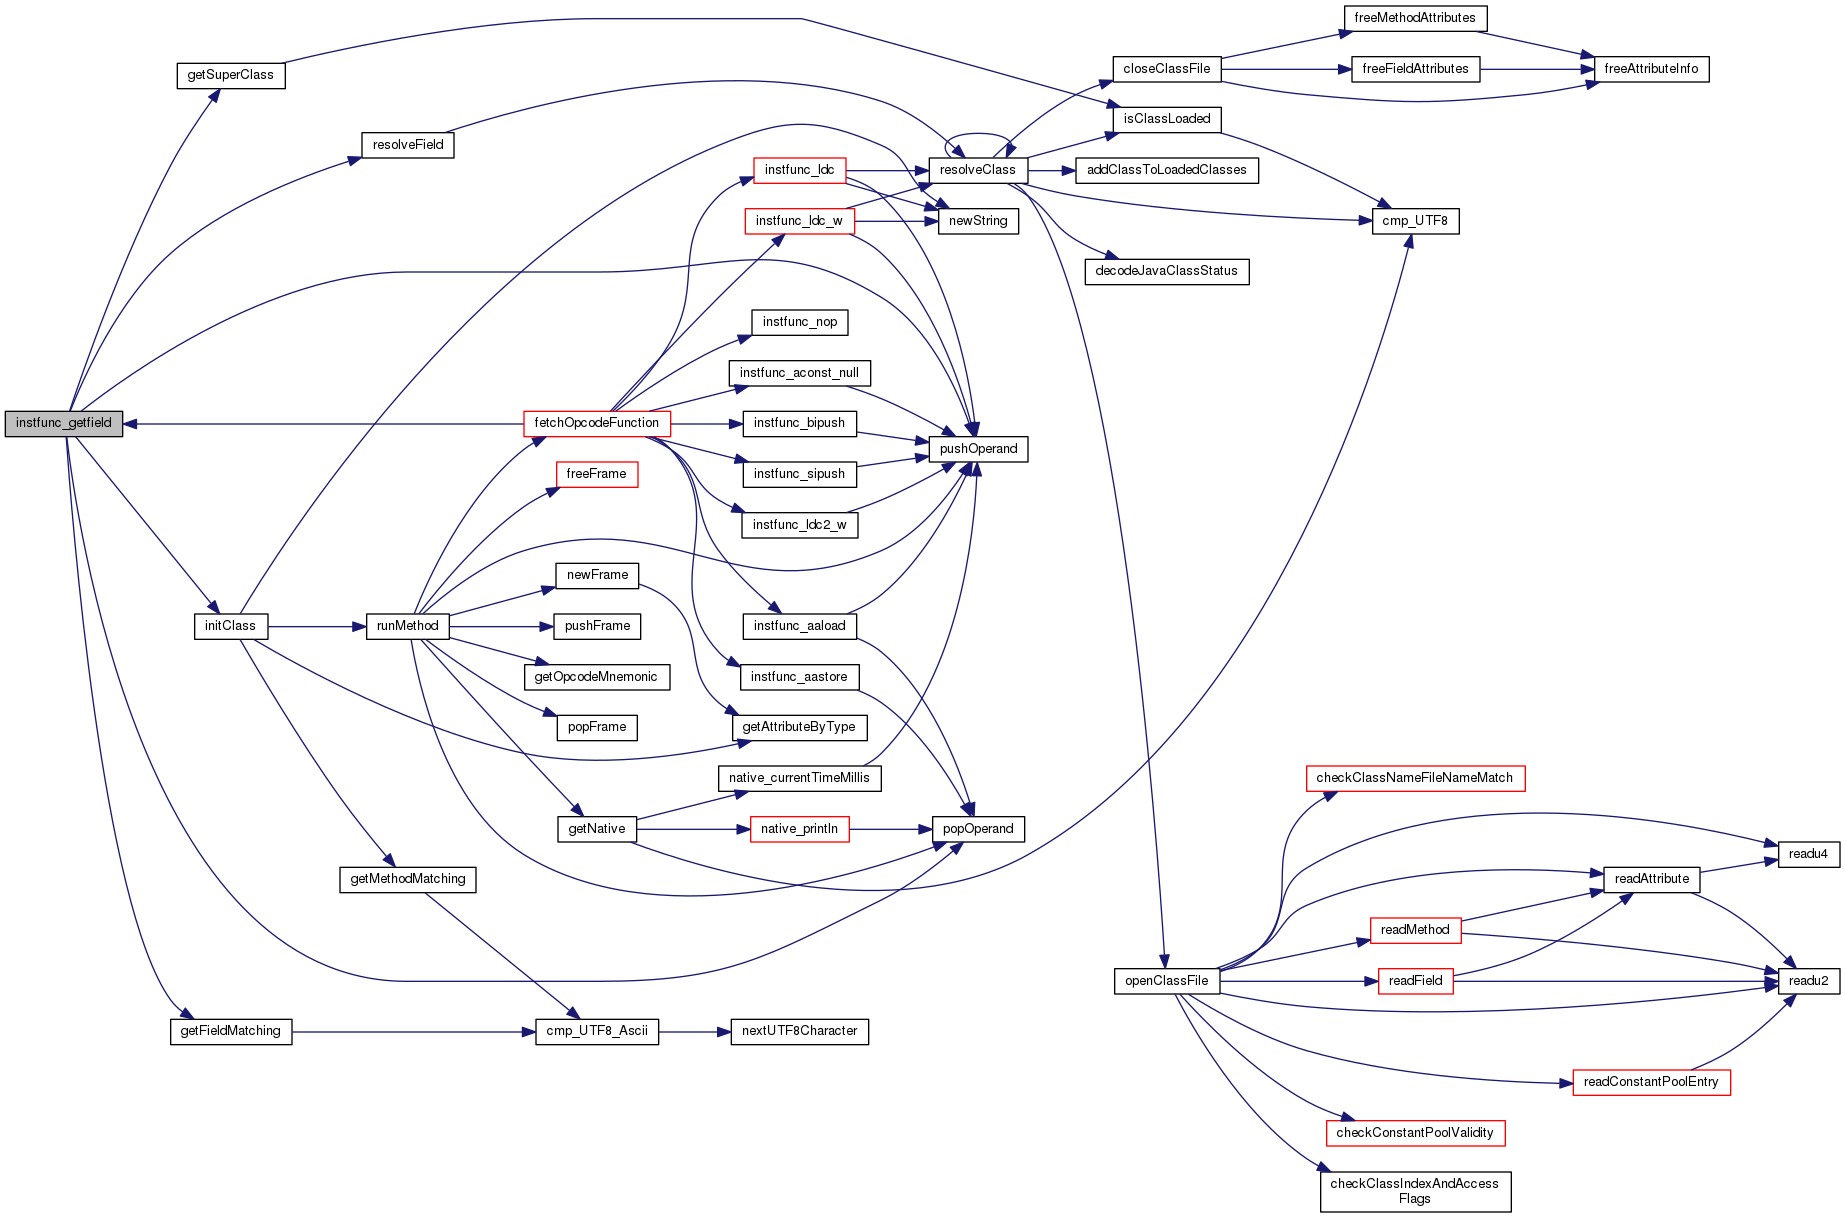 freeMethodAttributes
getSuperClass
closeClassFile
freeFieldAttributes
freeAttributeInfo
isClassLoaded
resolveField
instfunc_ldc
resolveClass
addClassToLoadedClasses
instfunc_ldc_w
newString
cmp_UTF8
decodeJavaClassStatus
instfunc_nop
instfunc_aconst_null
instfunc_getfield
fetchOpcodeFunction
instfunc_bipush
pushOperand
freeFrame
instfunc_sipush
instfunc_ldc2_w
newFrame
initClass
runMethod
pushFrame
instfunc_aaload
getOpcodeMnemonic
instfunc_aastore
popFrame
getAttributeByType
native_currentTimeMillis
checkClassNameFileNameMatch
getNative
native_println
popOperand
readu4
getMethodMatching
readAttribute
readMethod
openClassFile
readField
readu2
getFieldMatching
cmp_UTF8_Ascii
nextUTF8Character
readConstantPoolEntry
checkConstantPoolValidity
checkClassIndexAndAccess
Flags